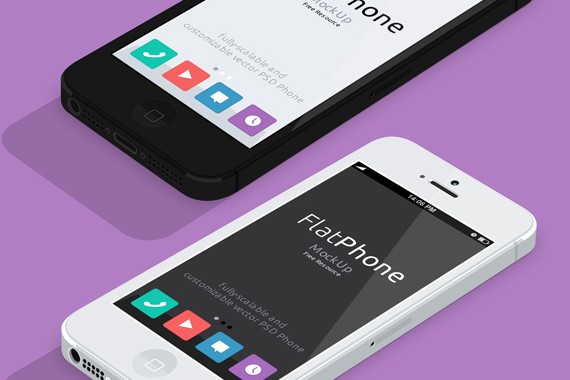 Phone
MockUp
Free Resource
Fully scalable and
customizable vector PSD Phone
14:06 PM
FlatPhone
MockUp
Free Resource
Fully scalable and
customizable vector PSD Phone